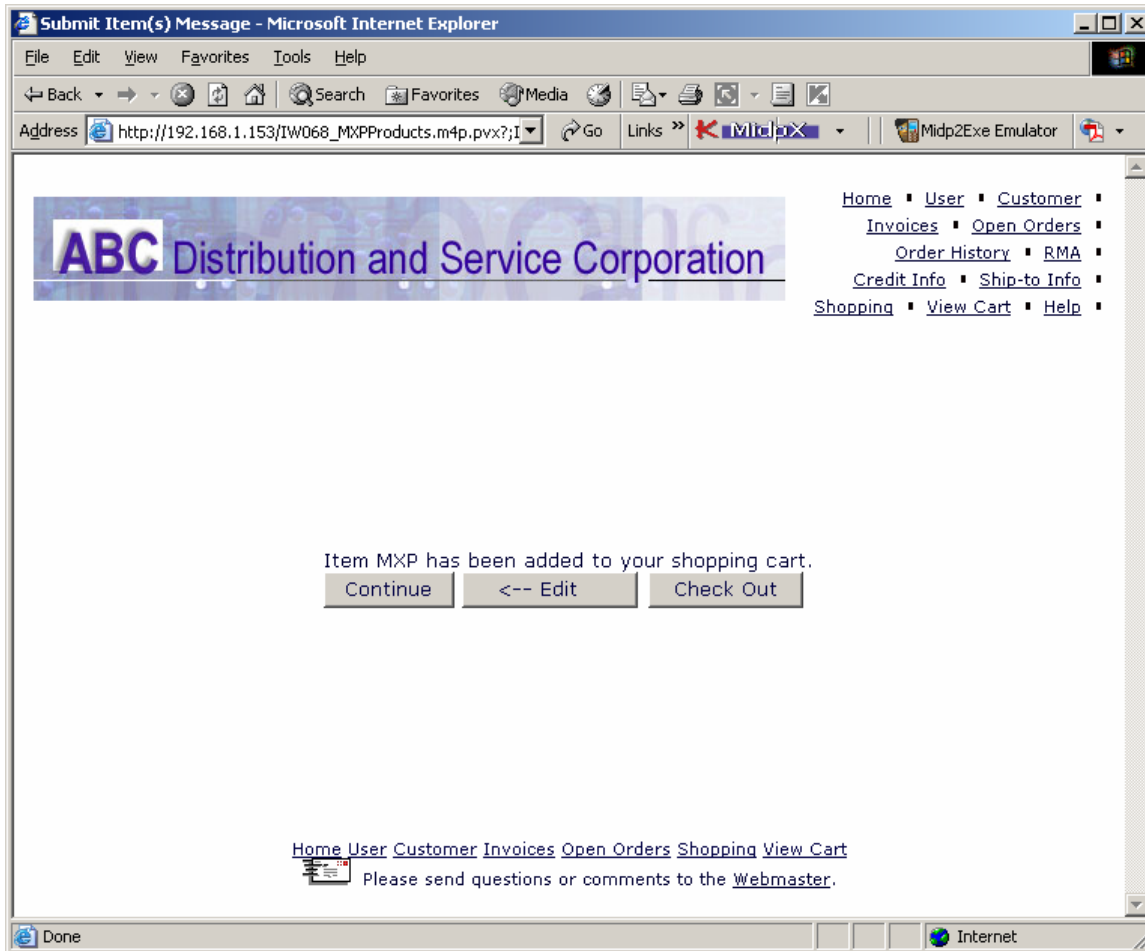 Submit Item(s) Message - Microsoft Internet Explorer
File Edit View Favorites Tools Help
Back Search Favorites Media
Address http://192.168.1.153/IW068_MXPProducts.m4p.pvx?;I Go Links » MidpX Midp2Exe Emulator
Home User Customer
Invoices Open Orders
Order History RMA
Credit Info Ship-to Info
Shopping View Cart Help
ABC Distribution and Service Corporation
Item MXP has been added to your shopping cart.
Continue <-- Edit Check Out
Home User Customer Invoices Open Orders Shopping View Cart
Please send questions or comments to the Webmaster.
Done Internet